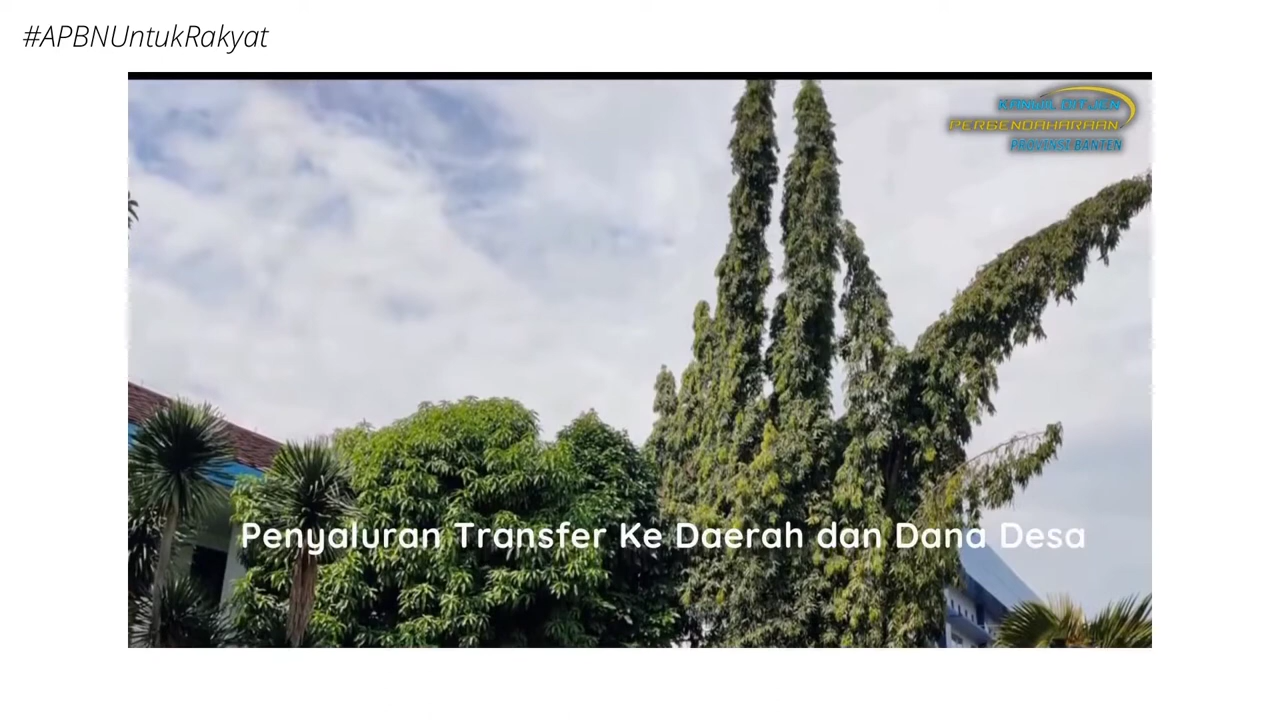 #APBNUntukRakyat
KANWIL DITJEN
PERBENDAHARAAN
PROVINSI BANTEN
Penyaluran Transfer Ke Daerah dan Dana Desa